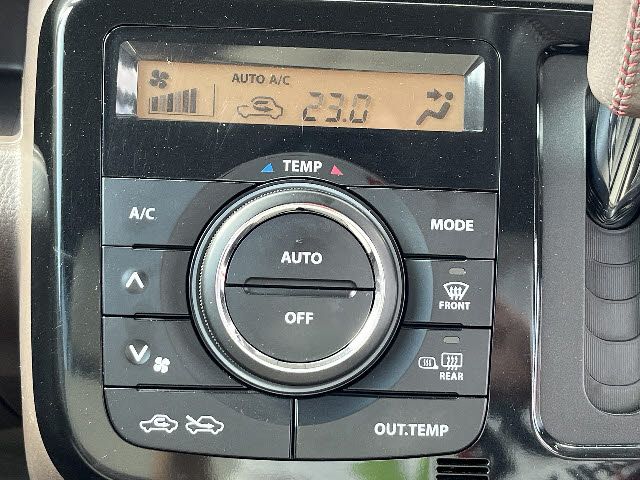 AUTO A/C
23.0
TEMP
A/C
MODE
AUTO
OFF
FRONT
REAR
OUT.TEMP